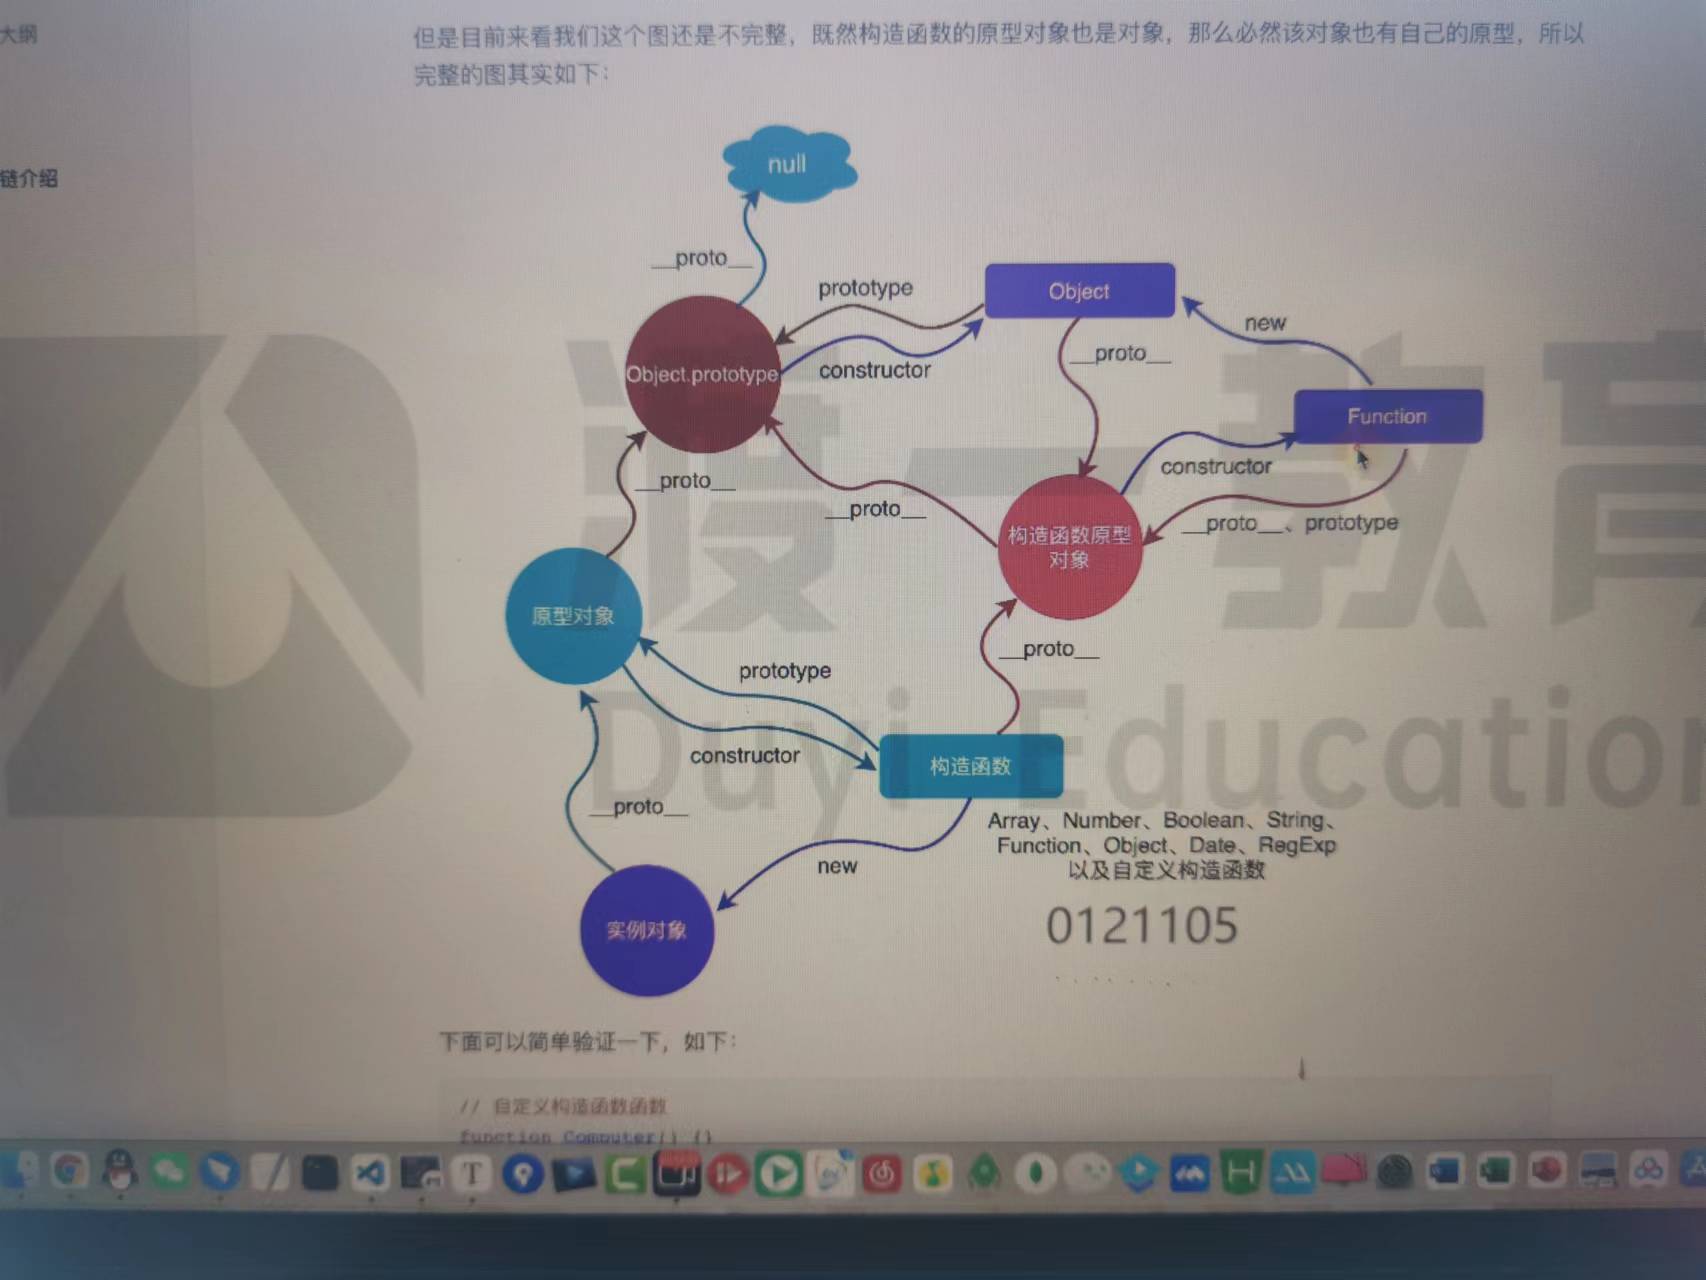 大纲
链介绍
但是目前来看我们这个图还是不完整，既然构造函数的原型对象也是对象，那么必然该对象也有自己的原型，所以
完整的图其实如下：
null
__proto__
prototype
Object
new
Object.prototype
constructor
__proto__
Function
constructor
__proto__
__proto__
__proto__、prototype
构造函数原型
对象
原型对象
__proto__
prototype
constructor
构造函数
__proto__
new
Array、Number、Boolean、String、
Function、Object、Date、RegExp
以及自定义构造函数
0121105
实例对象
渡一教育
Duyi Education
下面可以简单验证一下，如下：
// 自定义构造函数函数
function Computer() {}